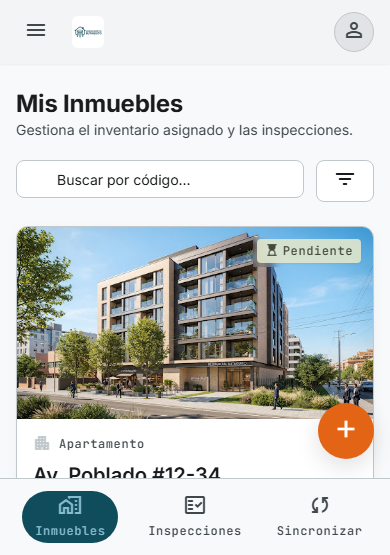 Mis Inmuebles
Gestiona el inventario asignado y las inspecciones.
Buscar por código...
Pendiente
Apartamento
Av. Poblado #12-34
Inmuebles
Inspecciones
Sincronizar